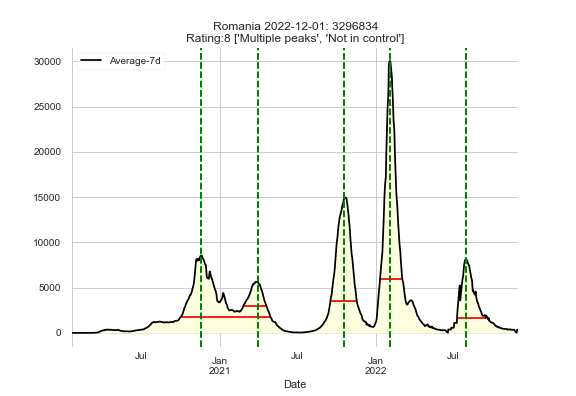 Romania 2022-12-01: 3296834
Rating:8 ['Multiple peaks', 'Not in control']
Average-7d
30000
25000
20000
15000
10000
5000
0
Jul
Jan
2021
Jul
Jan
2022
Jul
Date